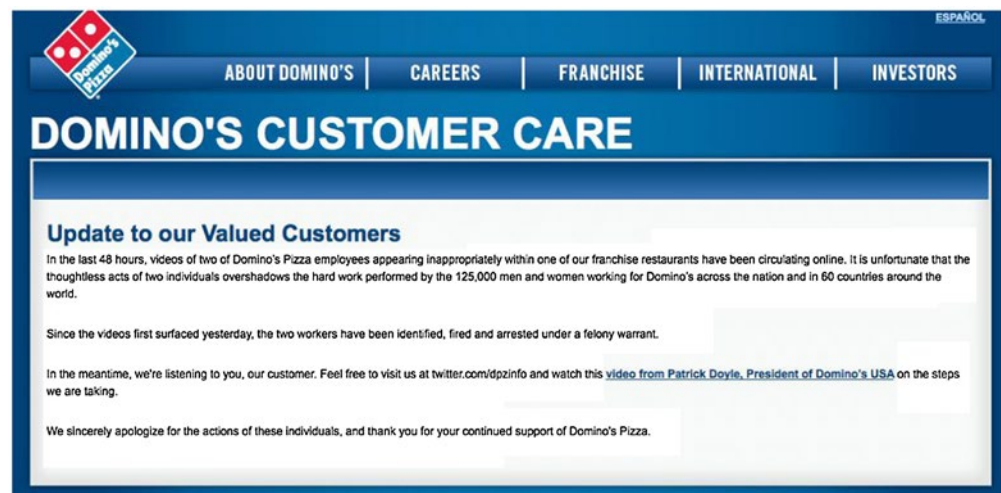 ESPAÑOL
Domino's
Pizza
ABOUT DOMINO'S
CAREERS
FRANCHISE
INTERNATIONAL
INVESTORS
DOMINO'S CUSTOMER CARE
Update to our Valued Customers
In the last 48 hours, videos of two of Domino's Pizza employees appearing inappropriately within one of our franchise restaurants have been circulating online. It is unfortunate that the
thoughtless acts of two individuals overshadows the hard work performed by the 125,000 men and women working for Domino's across the nation and in 60 countries around the
world.
Since the videos first surfaced yesterday, the two workers have been identified, fired and arrested under a felony warrant.
In the meantime, we're listening to you, our customer. Feel free to visit us at twitter.com/dpzinfo and watch this video from Patrick Doyle, President of Domino's USA on the steps
we are taking.
We sincerely apologize for the actions of these individuals, and thank you for your continued support of Domino's Pizza.